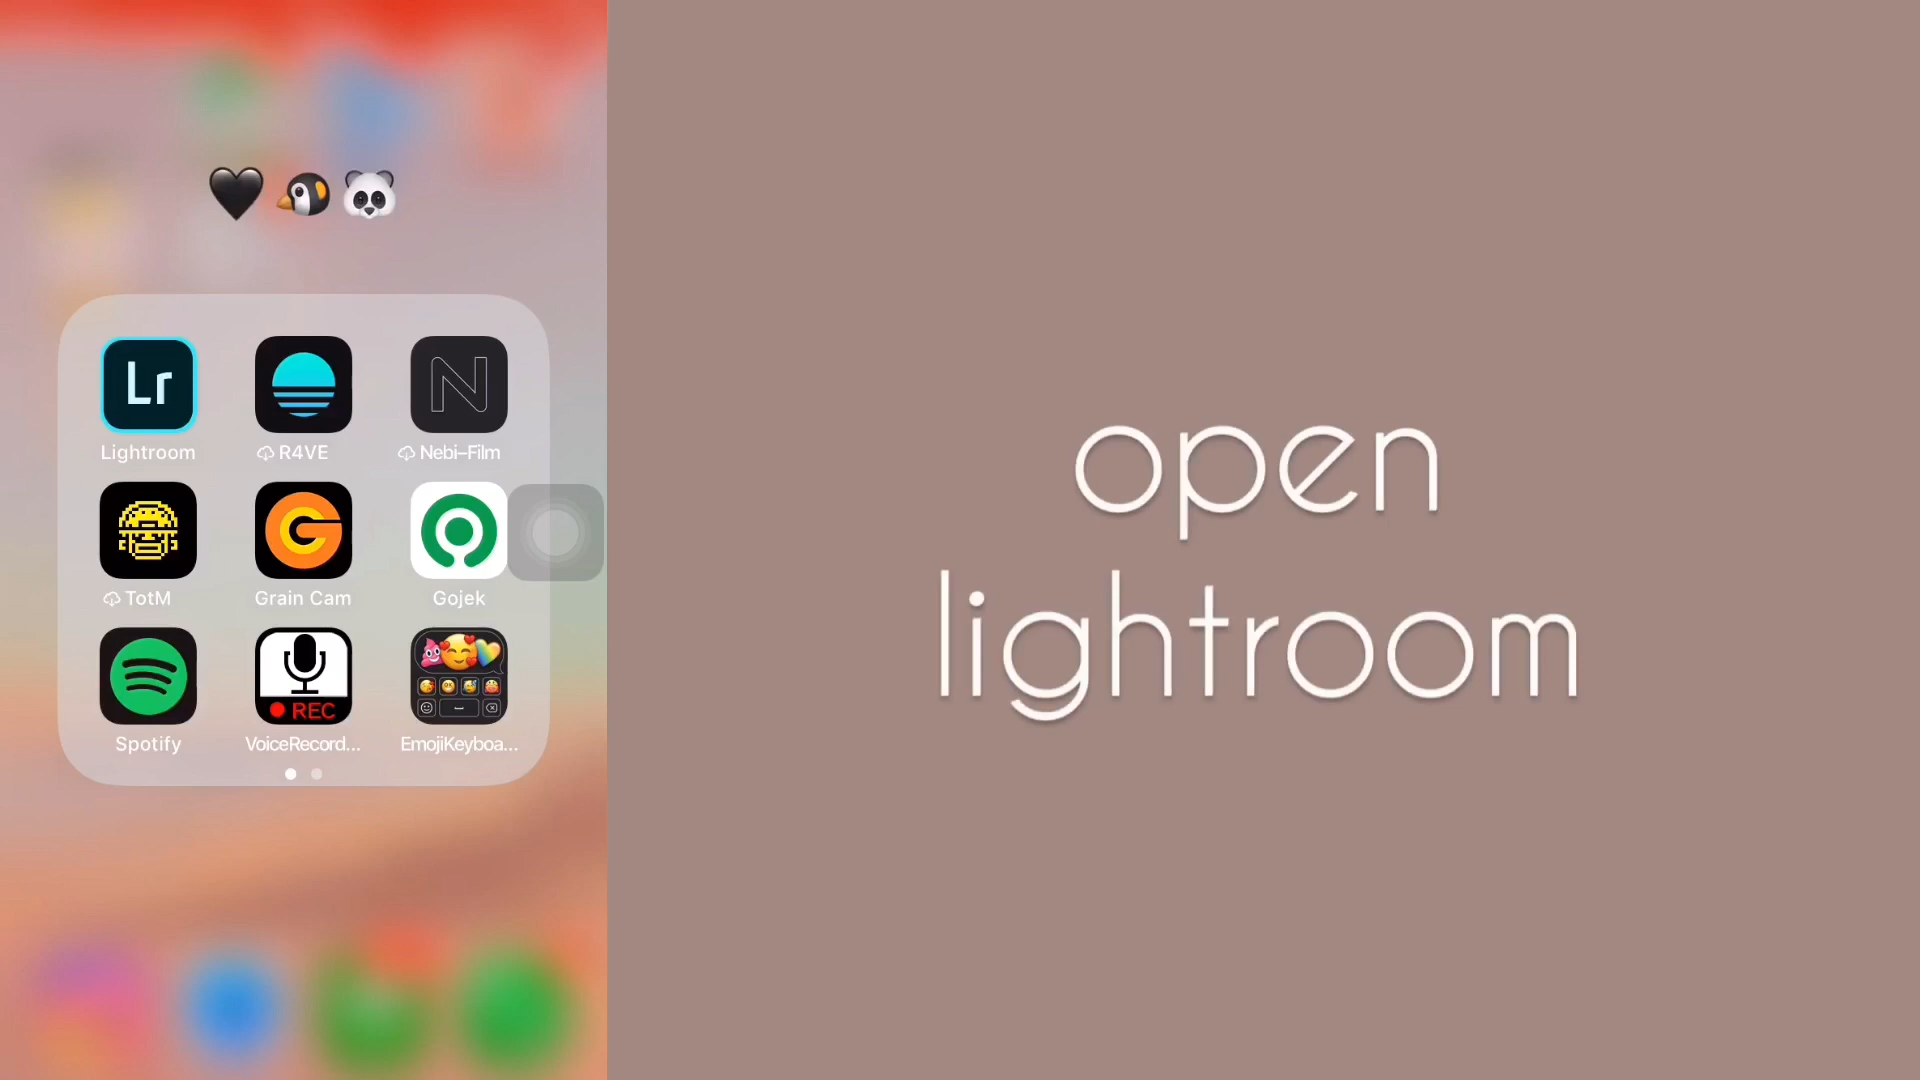 🖤🐧🐼
Lr
N
Lightroom
R4VE
Nebi-Film
G
TotM
Grain Cam
Gojek
REC
Spotify
VoiceRecord...
EmojiKeyboa...
open
lightroom